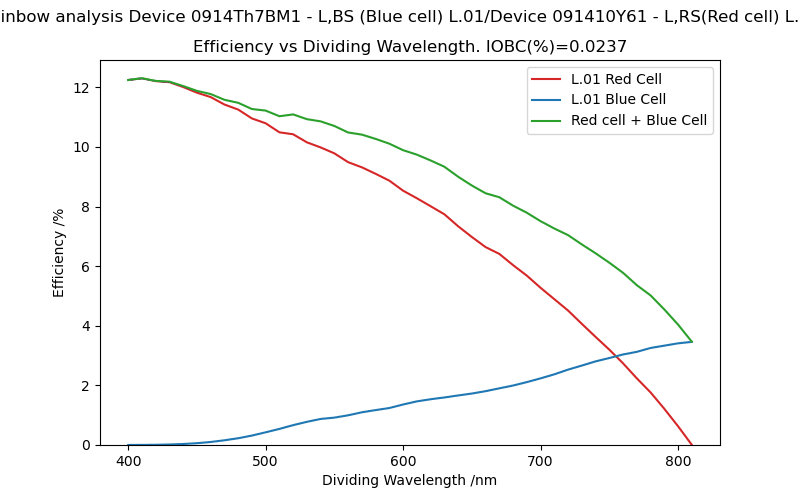 inbow analysis Device 0914Th7BM1 - L,BS (Blue cell) L.01/Device 091410Y61 - L,RS(Red cell) L.
Efficiency vs Dividing Wavelength. IOBC(%)=0.0237
L.01 Red Cell
L.01 Blue Cell
Red cell + Blue Cell
Efficiency /%
12
10
8
6
4
2
0
400 500 600 700 800
Dividing Wavelength /nm